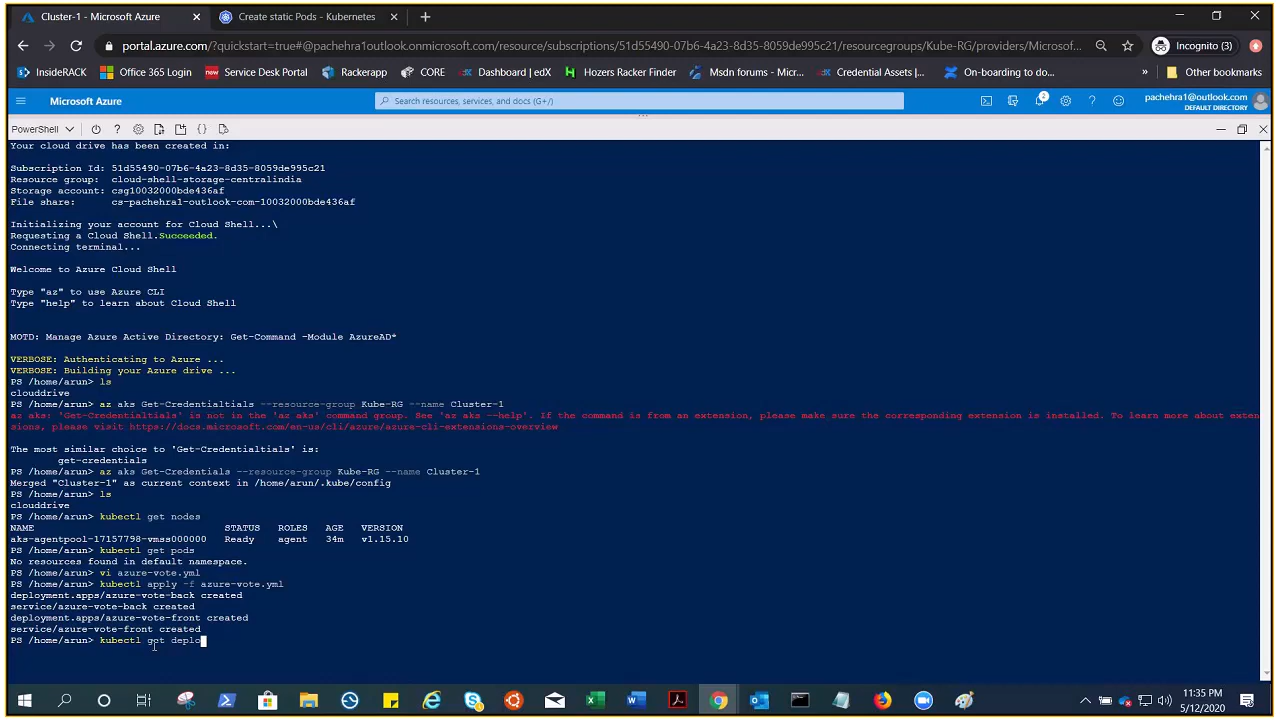 Cluster-1 - Microsoft Azure
Create static Pods - Kubernetes
portal.azure.com/?quickstart=true#@pachehra1outlook.onmicrosoft.com/resource/subscriptions/51d55490-07b6-4a23-8d35-8059de995c21/resourcegroups/Kube-RG/providers/Microsof...
Incognito (3)
InsideRACK
Office 365 Login
Service Desk Portal
Rackerapp
CORE
Dashboard | edX
Hozers Racker Finder
Msdn forums - Micr...
Credential Assets |...
On-boarding to do...
»
Other bookmarks
Microsoft Azure
Search resources, services, and docs (G+/)
2
pachehra1@outlook.com
DEFAULT DIRECTORY
PowerShell
Your cloud drive has been created in:
Subscription Id: 51d55490-07b6-4a23-8d35-8059de995c21
Resource group:  cloud-shell-storage-centralindia
Storage account: csg10032000bde436af
File share:      cs-pachehra1-outlook-com-10032000bde436af
Initializing your account for Cloud Shell...\
Requesting a Cloud Shell.Succeeded.
Connecting terminal...
Welcome to Azure Cloud Shell
Type "az" to use Azure CLI
Type "help" to learn about Cloud Shell
MOTD: Manage Azure Active Directory: Get-Command -Module AzureAD*
VERBOSE: Authenticating to Azure ...
VERBOSE: Building your Azure drive ...
PS /home/arun> ls
clouddrive
PS /home/arun> az aks Get-Credentialtials --resource-group Kube-RG --name Cluster-1
az aks: 'Get-Credentialtials' is not in the 'az aks' command group. See 'az aks --help'. If the command is from an extension, please make sure the corresponding extension is installed. To learn more about exten
sions, please visit https://docs.microsoft.com/en-us/cli/azure/azure-cli-extensions-overview
The most similar choice to 'Get-Credentialtials' is:
get-credentials
PS /home/arun> az aks Get-Credentials --resource-group Kube-RG --name Cluster-1
Merged "Cluster-1" as current context in /home/arun/.kube/config
PS /home/arun> ls
clouddrive
PS /home/arun> kubectl get nodes
NAME STATUS ROLES AGE VERSION
aks-agentpool-17157798-vmss000000 Ready agent 34m v1.15.10
PS /home/arun> kubectl get pods
No resources found in default namespace.
PS /home/arun> vi azure-vote.yml
PS /home/arun> kubectl apply -f azure-vote.yml
deployment.apps/azure-vote-back created
service/azure-vote-back created
deployment.apps/azure-vote-front created
service/azure-vote-front created
PS /home/arun> kubectl get deplo
11:35 PM
5/12/2020